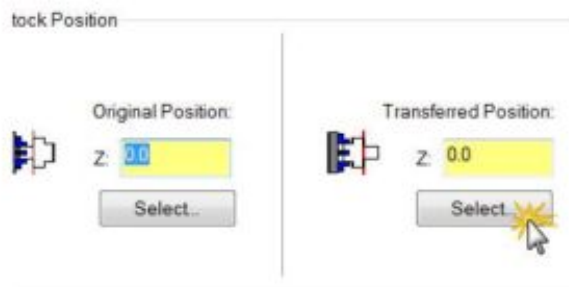 tock Position
Original Position:
Z: 0.0
Select...
Transferred Position:
Z: 0.0
Select...